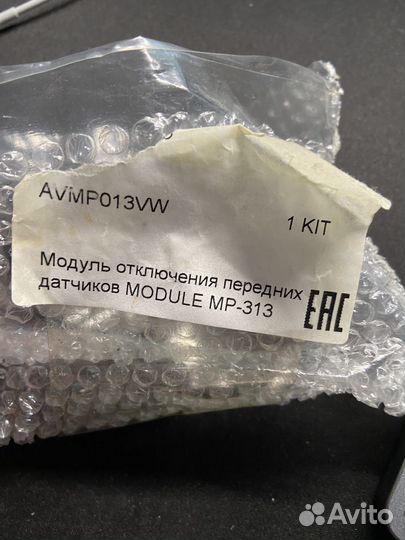 AVMP013VW
1 KIT
Модуль отключения передних
датчиков MODULE MP-313
EAC
Avito